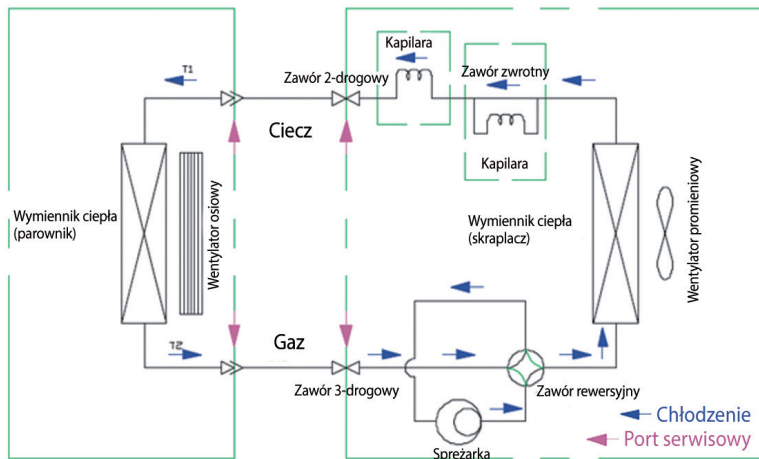 Kapilara
T1
Zawór 2-drogowy
Zawór zwrotny
Ciecz
Kapilara
Wymiennik ciepła
(parownik)
Wentylator osiowy
Wymiennik ciepła
(skraplacz)
Wentylator promieniowy
T2
Gaz
Zawór 3-drogowy
Zawór rewersyjny
Chłodzenie
Port serwisowy
Sprężarka